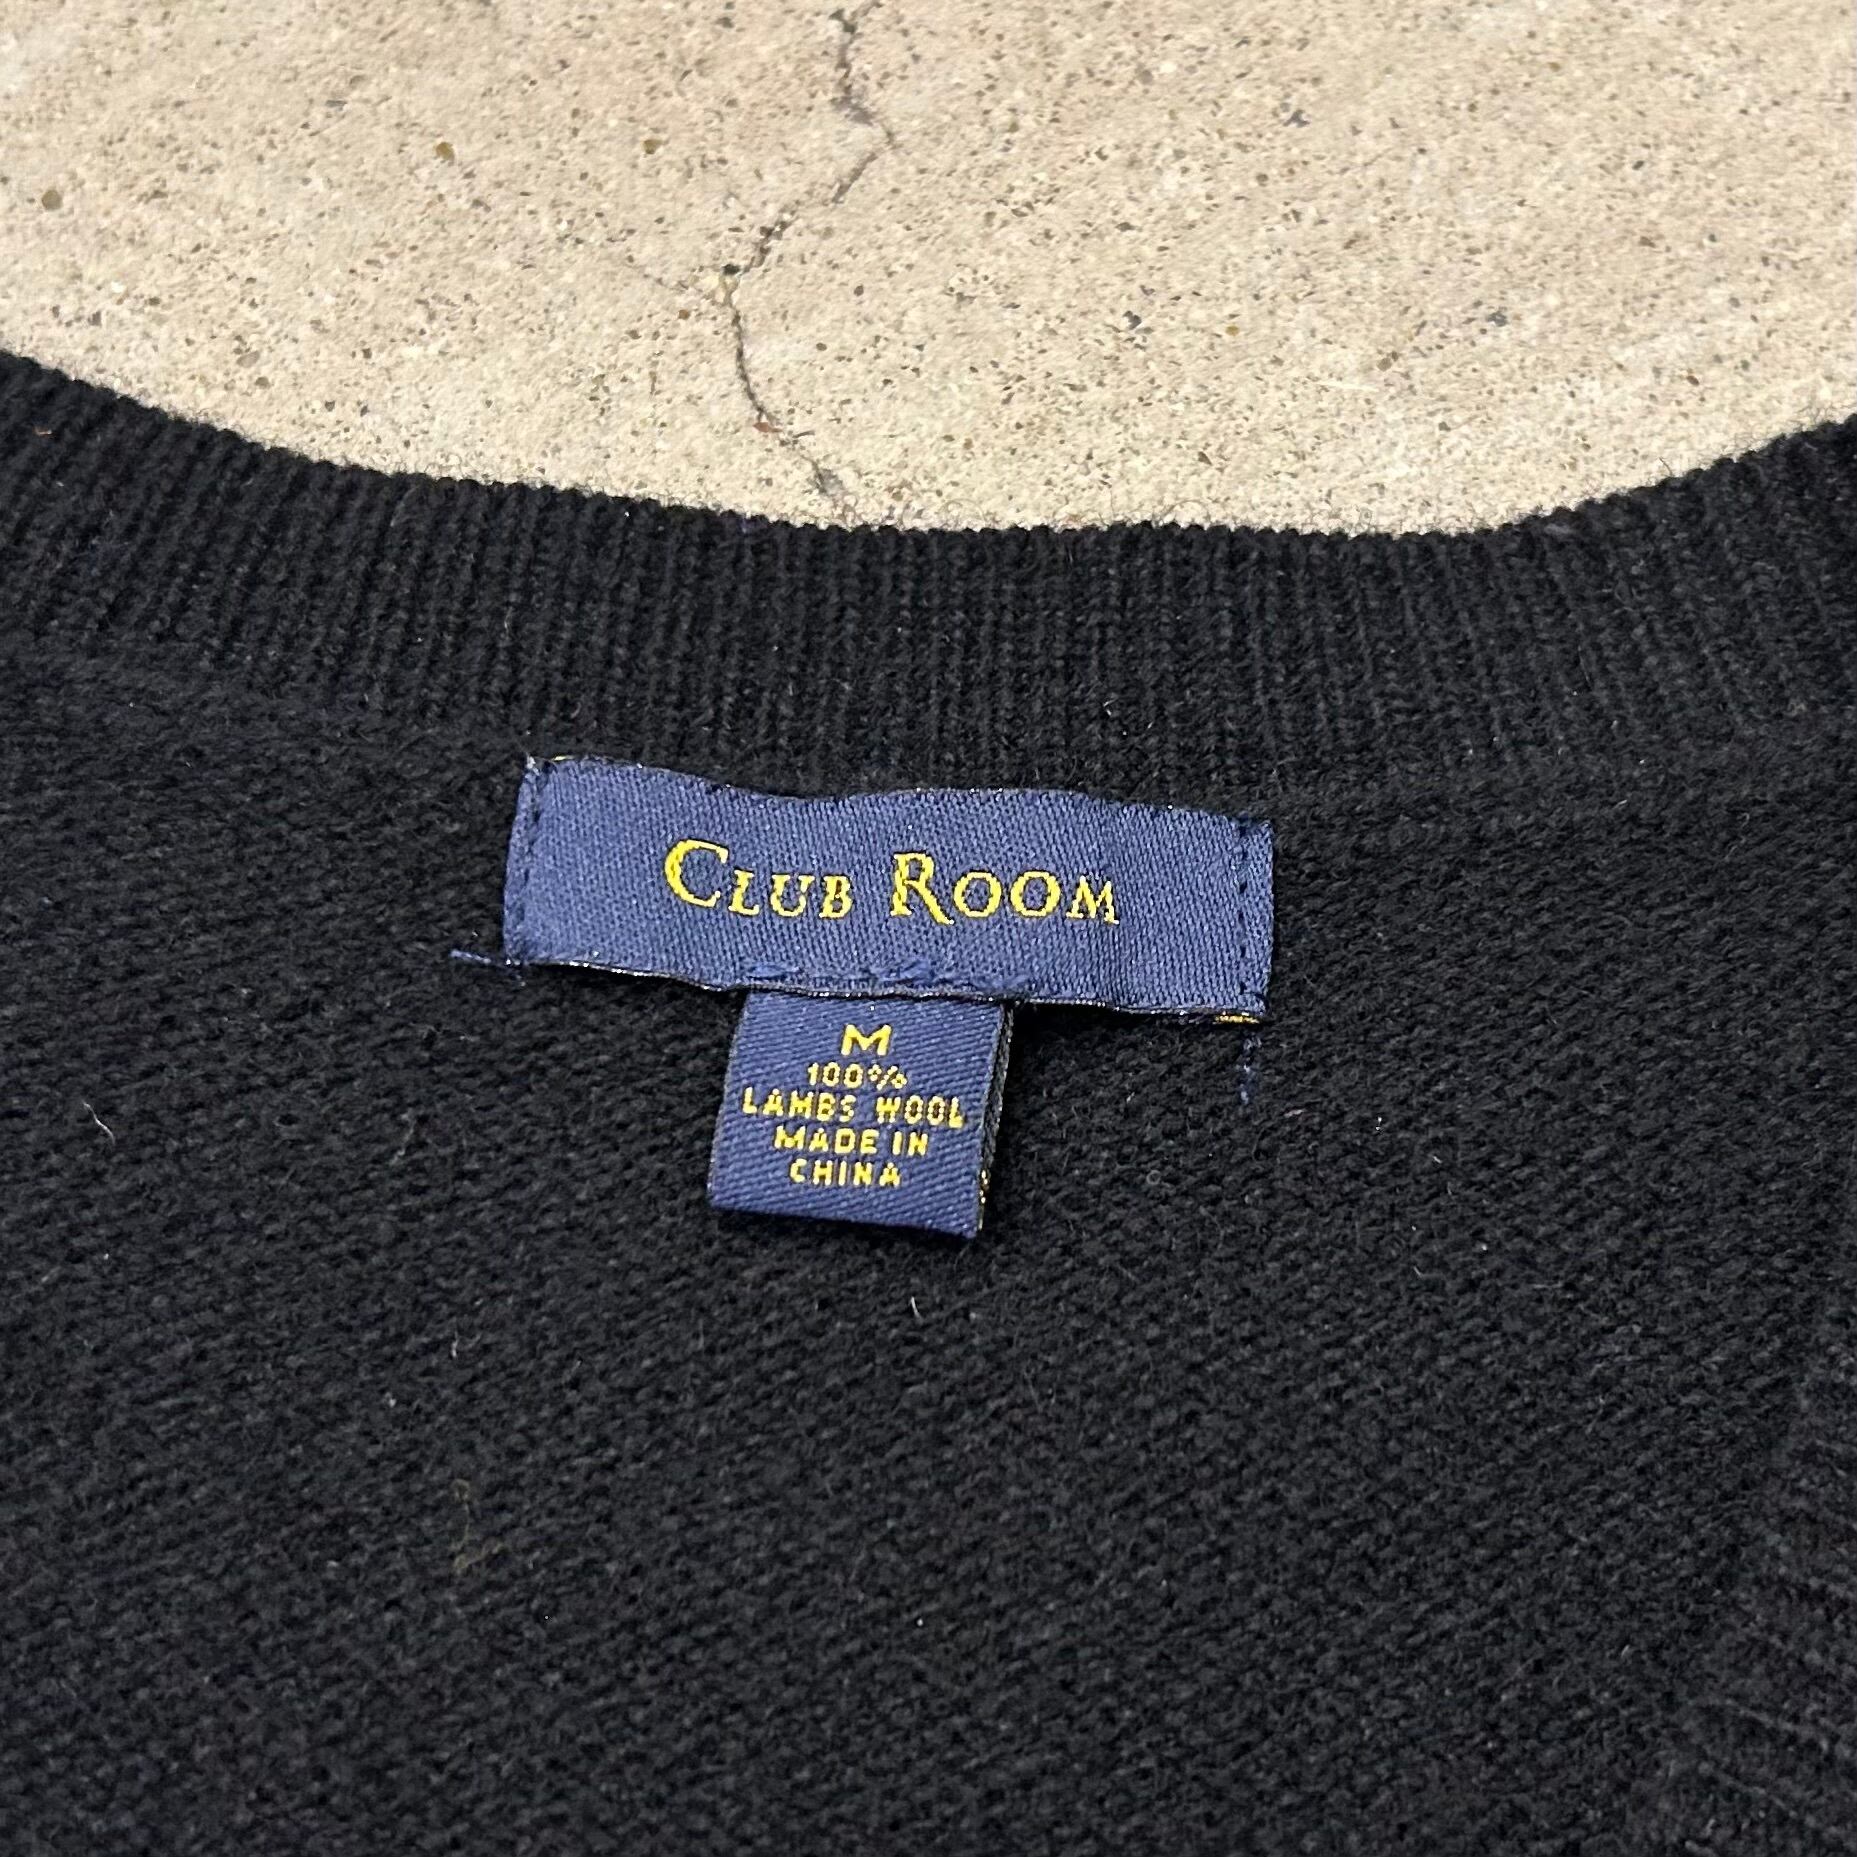 CLUB ROOM
M
100%
LAMBS WOOL
MADE IN
CHINA